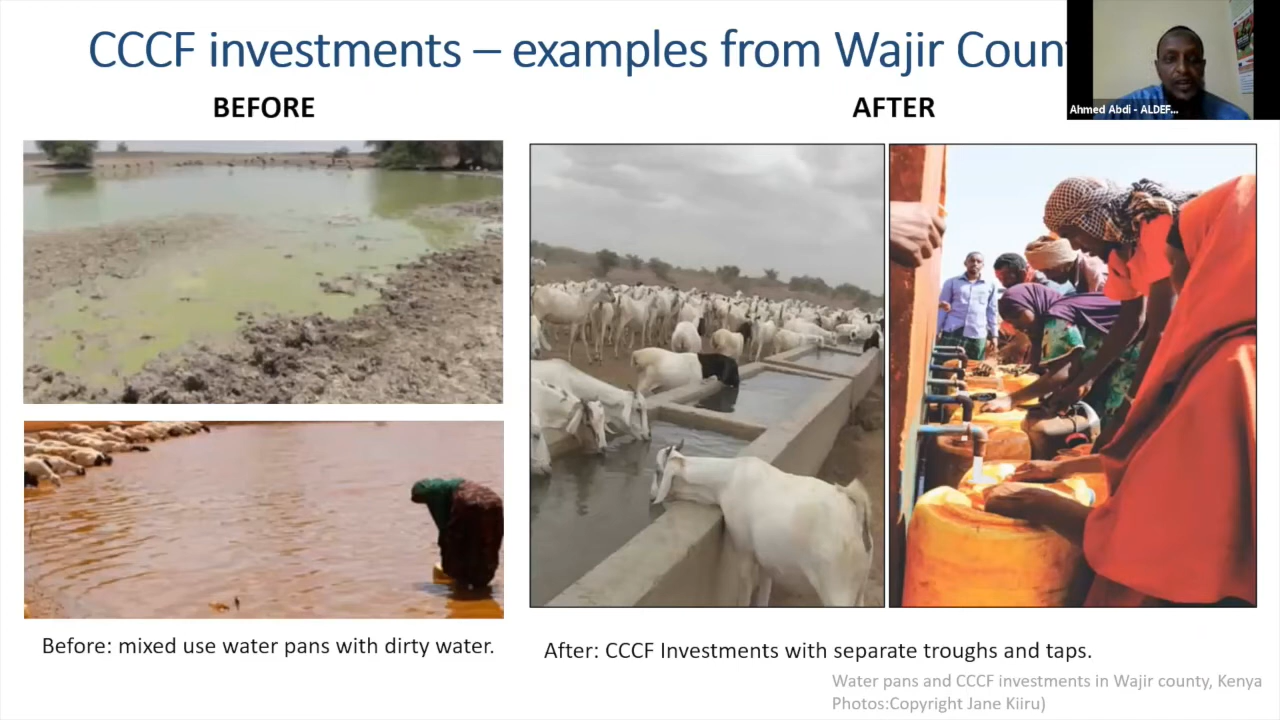 CCCF investments – examples from Wajir Coun
Ahmed Abdi - ALDEF...
BEFORE
AFTER
Before: mixed use water pans with dirty water.
After: CCCF Investments with separate troughs and taps.
Water pans and CCCF investments in Wajir county, Kenya
Photos:Copyright Jane Kiiru)